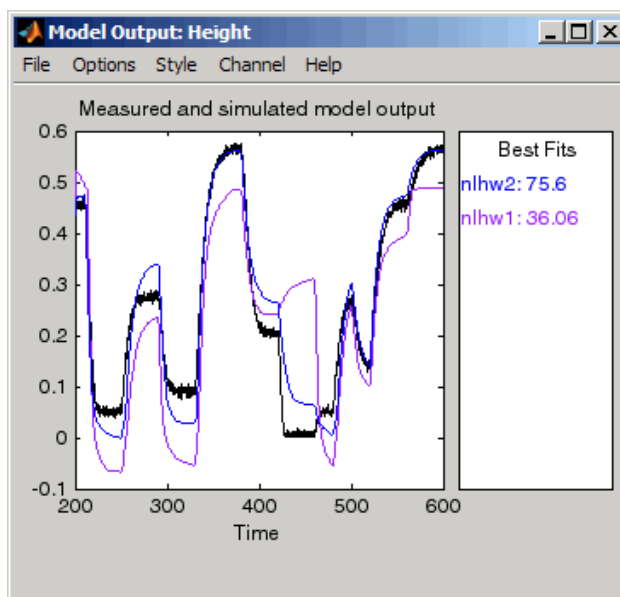 Model Output: Height
File Options Style Channel Help
Measured and simulated model output
0.6
0.5
0.4
0.3
0.2
0.1
0
-0.1
200 300 400 500 600
Time
Best Fits
nlhw2: 75.6
nlhw1: 36.06